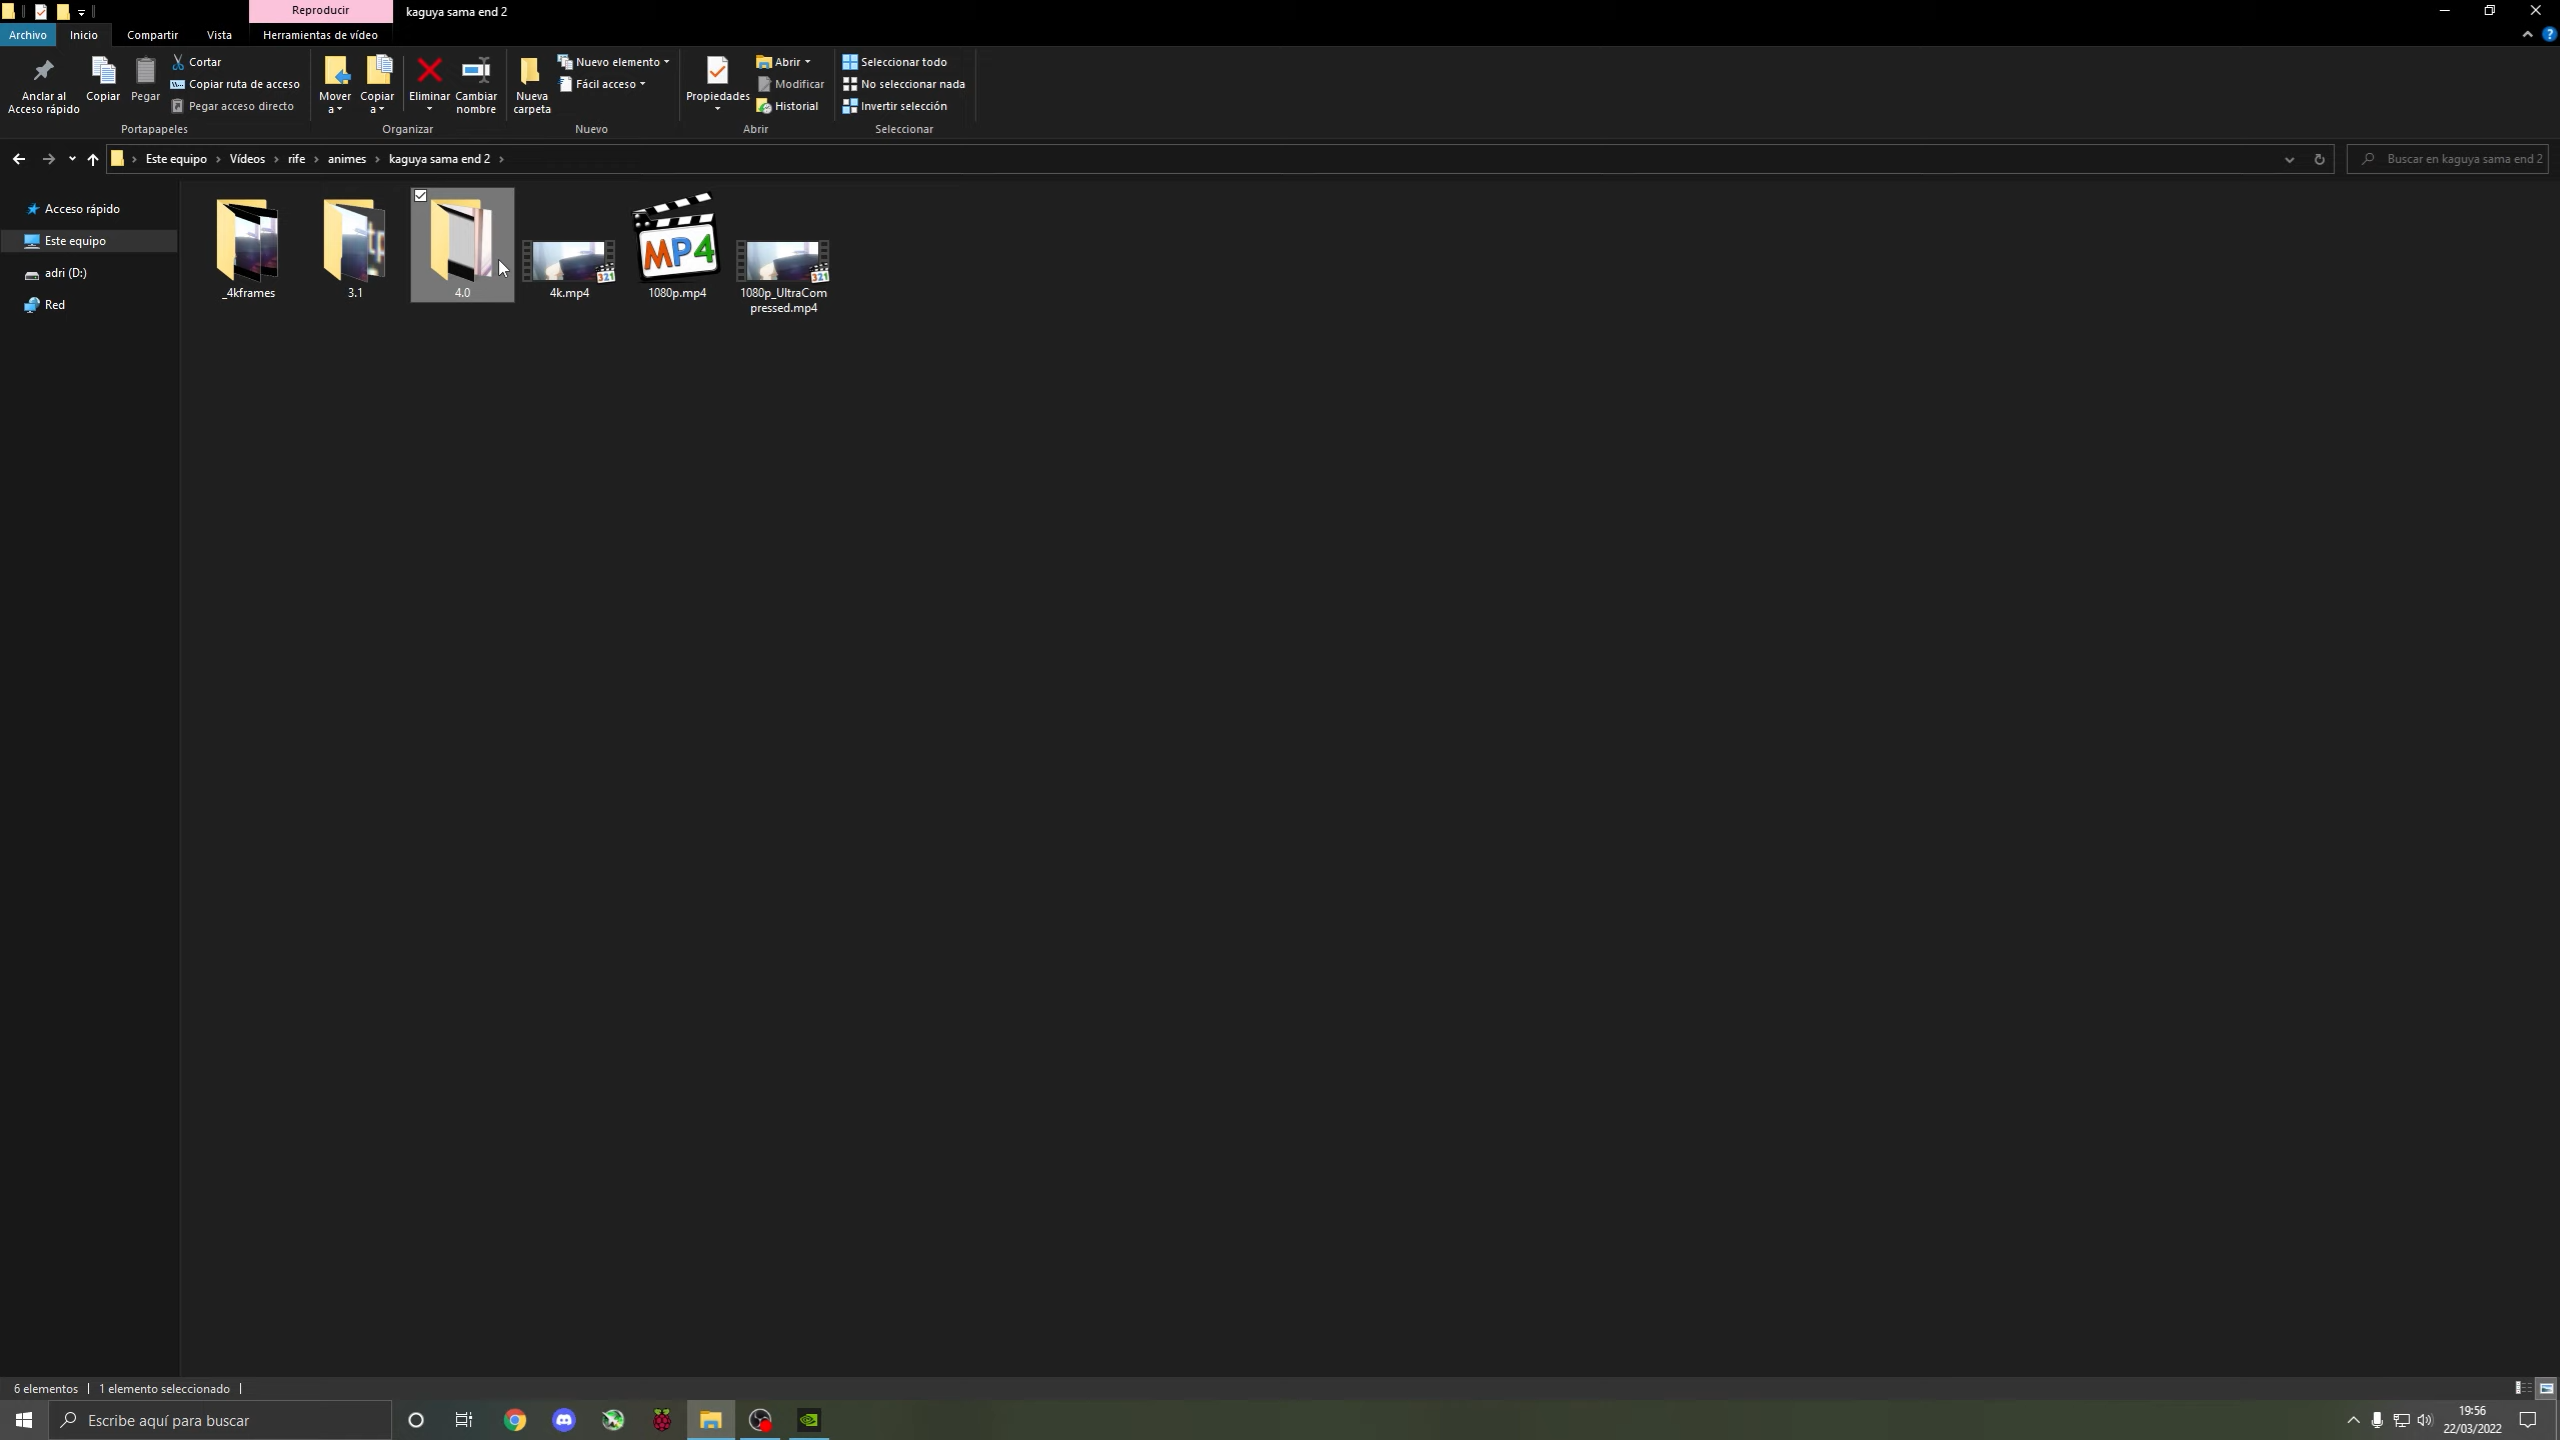 Reproducir
kaguya sama end 2
Archivo
Inicio
Compartir
Vista
Herramientas de vídeo
Anclar al
Acceso rápido
Copiar
Pegar
Cortar
Copiar ruta de acceso
Pegar acceso directo
Portapapeles
Mover
a
Copiar
a
Eliminar
Cambiar
nombre
Organizar
Nueva
carpeta
Nuevo elemento
Fácil acceso
Nuevo
Propiedades
Abrir
Modificar
Historial
Abrir
Seleccionar todo
No seleccionar nada
Invertir selección
Seleccionar
Este equipo
Vídeos
rife
animes
kaguya sama end 2
Buscar en kaguya sama end 2
Acceso rápido
Este equipo
adri (D:)
Red
_4kframes
3.1
4.0
321
4k.mp4
MP4
1080p.mp4
321
1080p_UltraCom
pressed.mp4
6 elementos
1 elemento seleccionado
Escribe aquí para buscar
19:56
22/03/2022